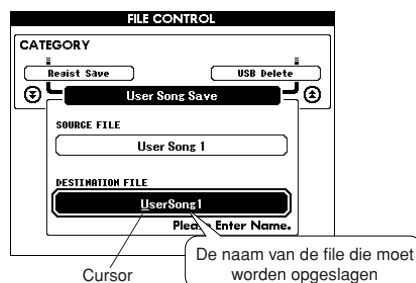 FILE CONTROL
CATEGORY
Regist Save
USB Delete
User Song Save
SOURCE FILE
User Song 1
DESTINATION FILE
UserSong1
Please Enter Name.
De naam van de file die moet
worden opgeslagen
Cursor